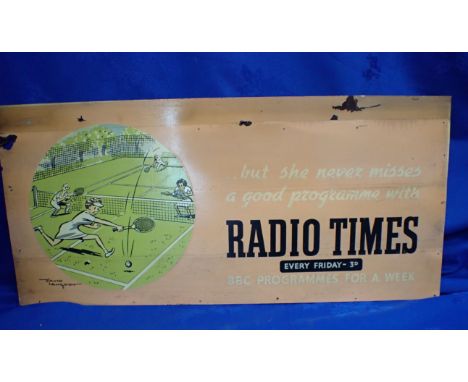 ..but she never misses
a good programme with
RADIO TIMES
EVERY FRIDAY - 3D
BBC PROGRAMMES FOR A WEEK